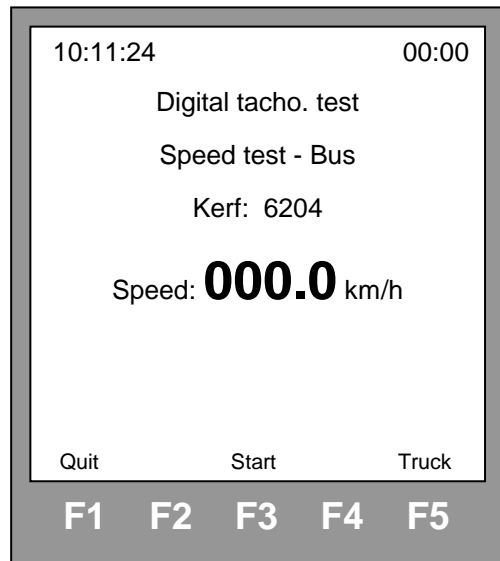 10:11:24 00:00
Digital tacho. test
Speed test - Bus
Kerf: 6204
Speed: 000.0 km/h
Quit Start Truck
F1 F2 F3 F4 F5